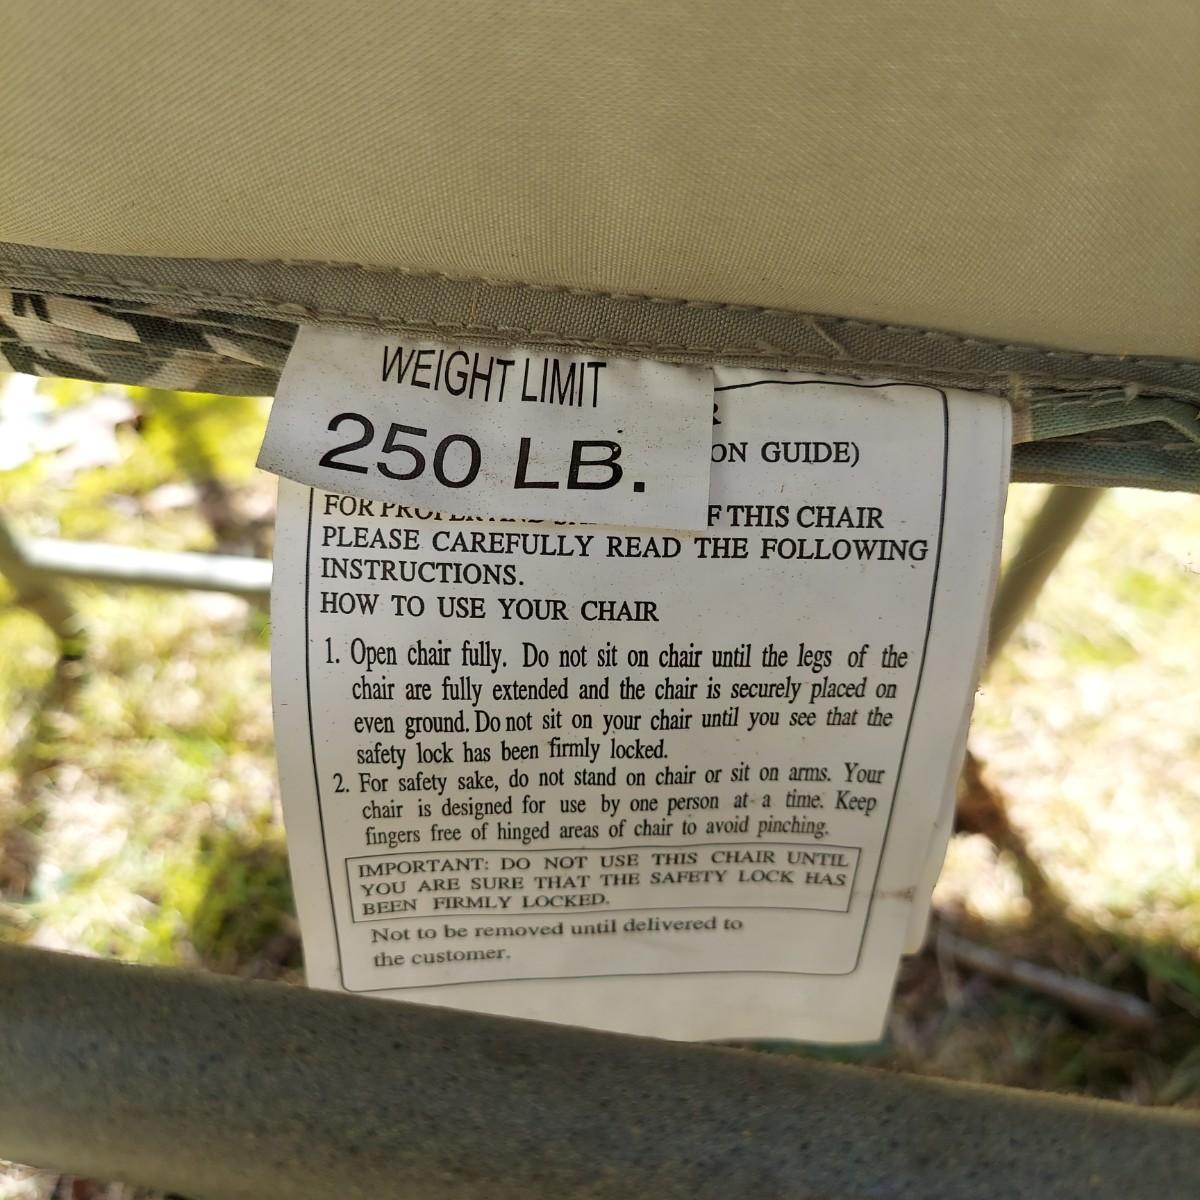 WEIGHT LIMIT
250 LB.
ON GUIDE)
FOR PROPER AND F THIS CHAIR
PLEASE CAREFULLY READ THE FOLLOWING
INSTRUCTIONS.
HOW TO USE YOUR CHAIR
1. Open chair fully. Do not sit on chair until the legs of the
chair are fully extended and the chair is securely placed on
even ground. Do not sit on your chair until you see that the
safety lock has been firmly locked.
2. For safety sake, do not stand on chair or sit on arms. Your
chair is designed for use by one person at a time. Keep
fingers free of hinged areas of chair to avoid pinching.
IMPORTANT: DO NOT USE THIS CHAIR UNTIL
YOU ARE SURE THAT THE SAFETY LOCK HAS
BEEN FIRMLY LOCKED.
Not to be removed until delivered to
the customer.